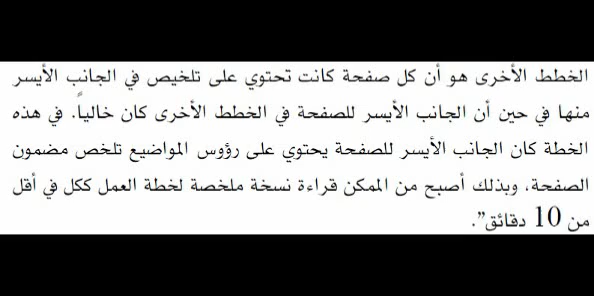 الخطط الأخرى هو أن كل صفحة كانت تحتوي على تلخيص في الجانب الأيسر
منها في حين أن الجانب الأيسر للصفحة في الخطط الأخرى كان خالياً. في هذه
الخطة كان الجانب الأيسر للصفحة يحتوي على رؤوس المواضيع تلخص مضمون
الصفحة، وبذلك أصبح من الممكن قراءة نسخة ملخصة لخطة العمل ككل في أقل
من 10 دقائق”.